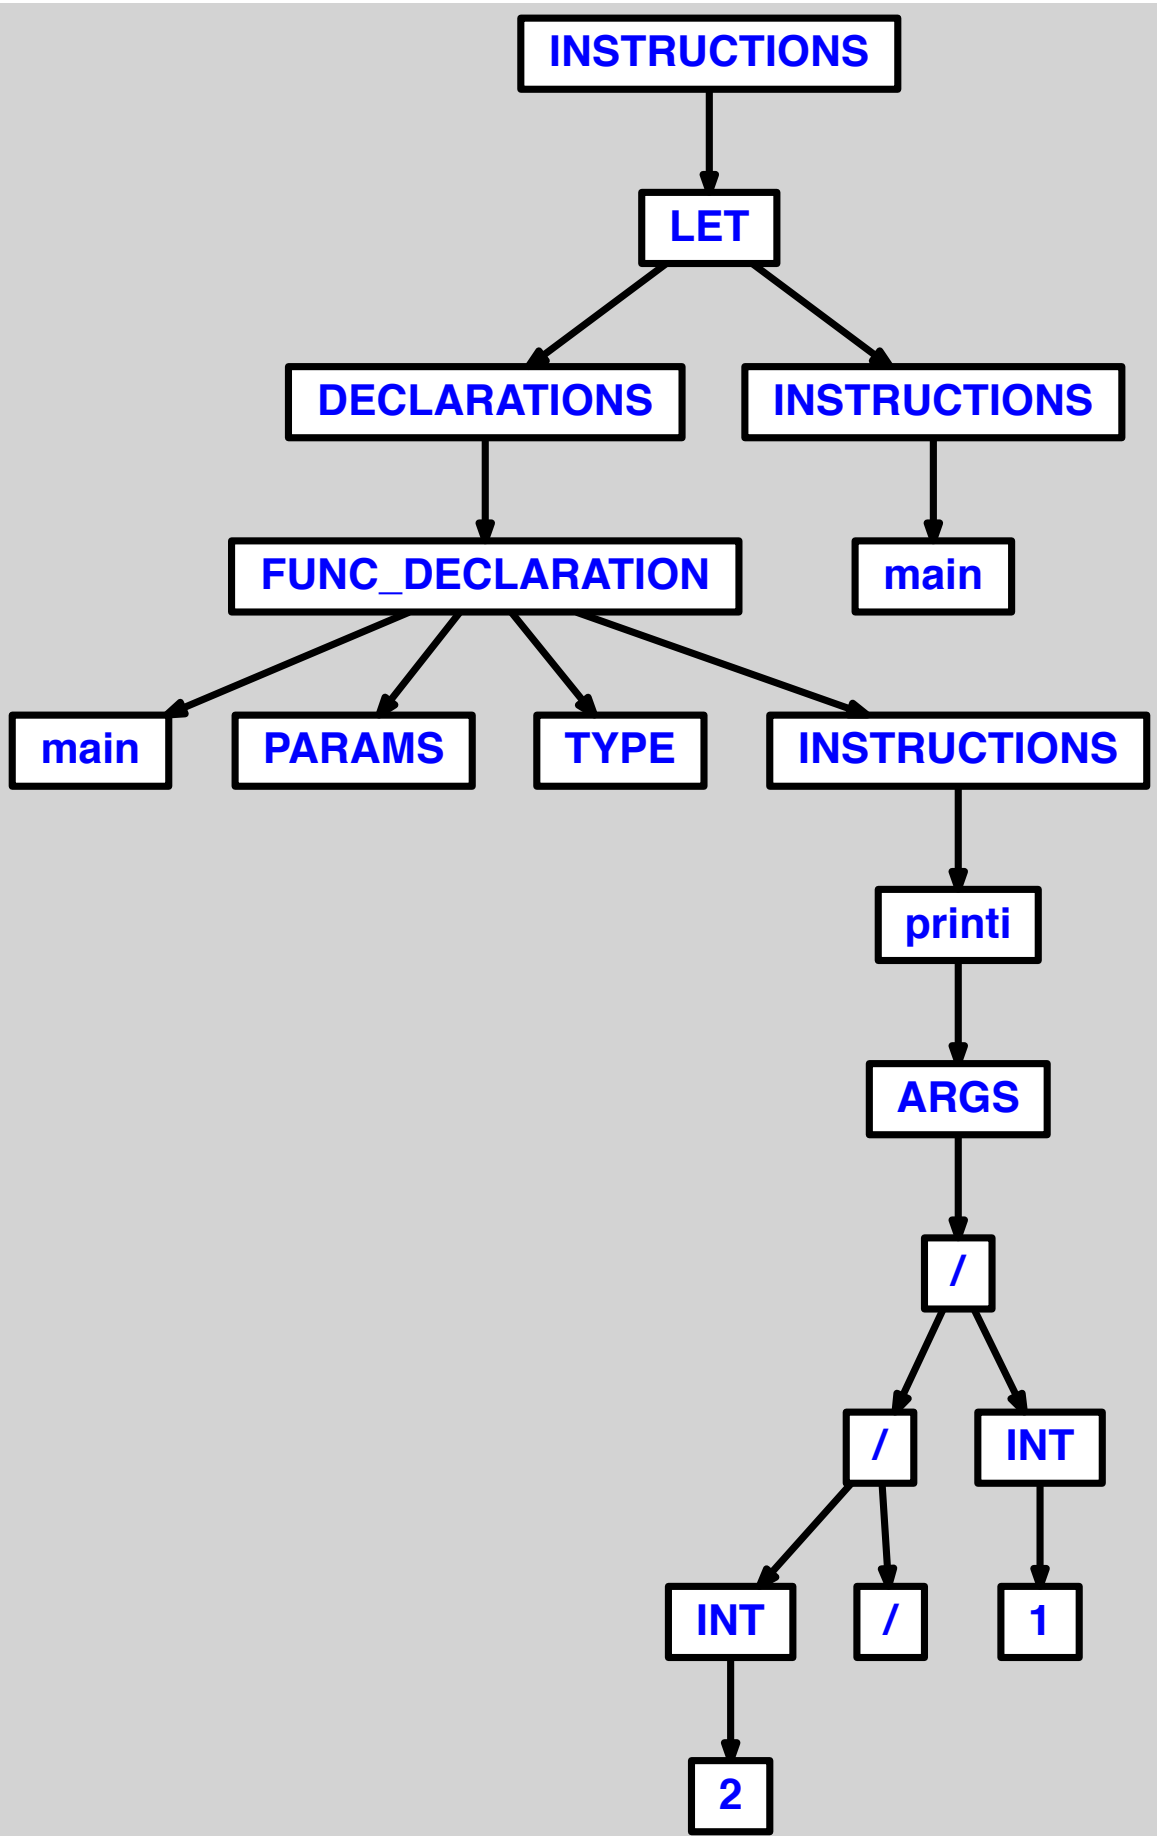 INSTRUCTIONS
LET
DECLARATIONS
INSTRUCTIONS
FUNC_DECLARATION
main
main
PARAMS
TYPE
INSTRUCTIONS
printi
ARGS
/
/
INT
INT
/
1
2